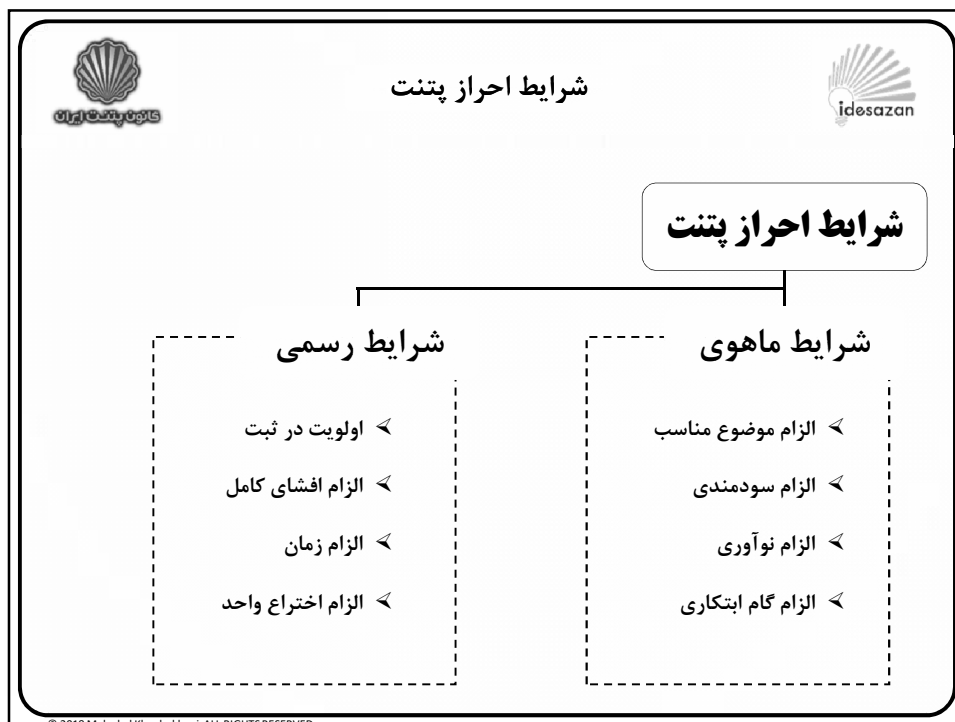 شرایط احراز پتنت
کانون پتنت ایران
idesazan
شرایط احراز پتنت
شرایط ماهوی
الزام موضوع مناسب
الزام سودمندی
الزام نوآوری
الزام گام ابتکاری
شرایط رسمی
اولویت در ثبت
الزام افشای کامل
الزام زمان
الزام اختراع واحد